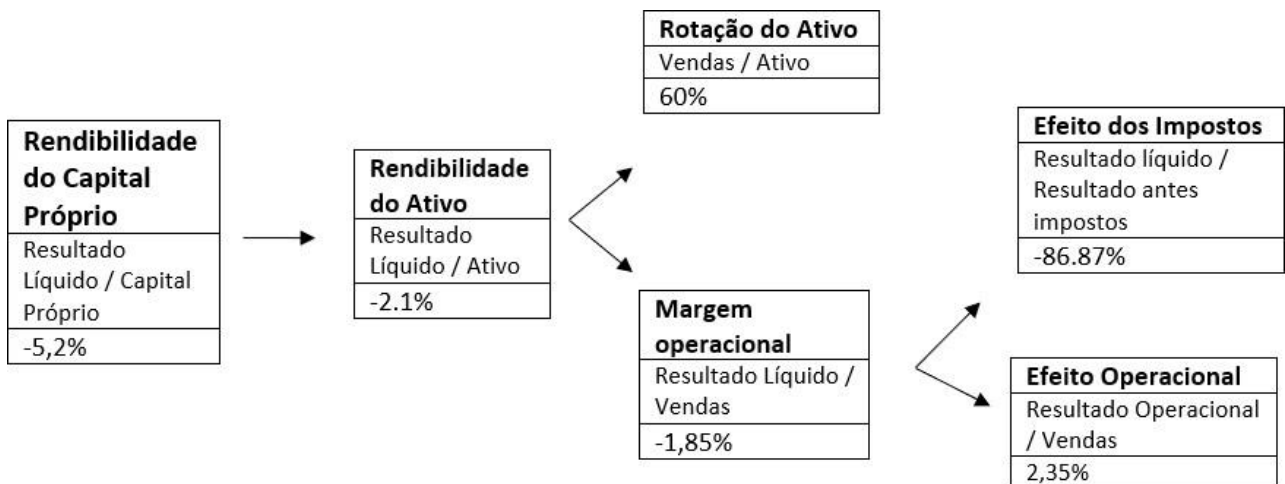 Rendibilidade
do Capital
Próprio
Resultado
Líquido / Capital
Próprio
-5,2%
Rendibilidade
do Ativo
Resultado
Líquido / Ativo
-2.1%
Rotação do Ativo
Vendas / Ativo
60%
Margem
operacional
Resultado Líquido /
Vendas
-1,85%
Efeito dos Impostos
Resultado líquido /
Resultado antes
impostos
-86.87%
Efeito Operacional
Resultado Operacional
/ Vendas
2,35%